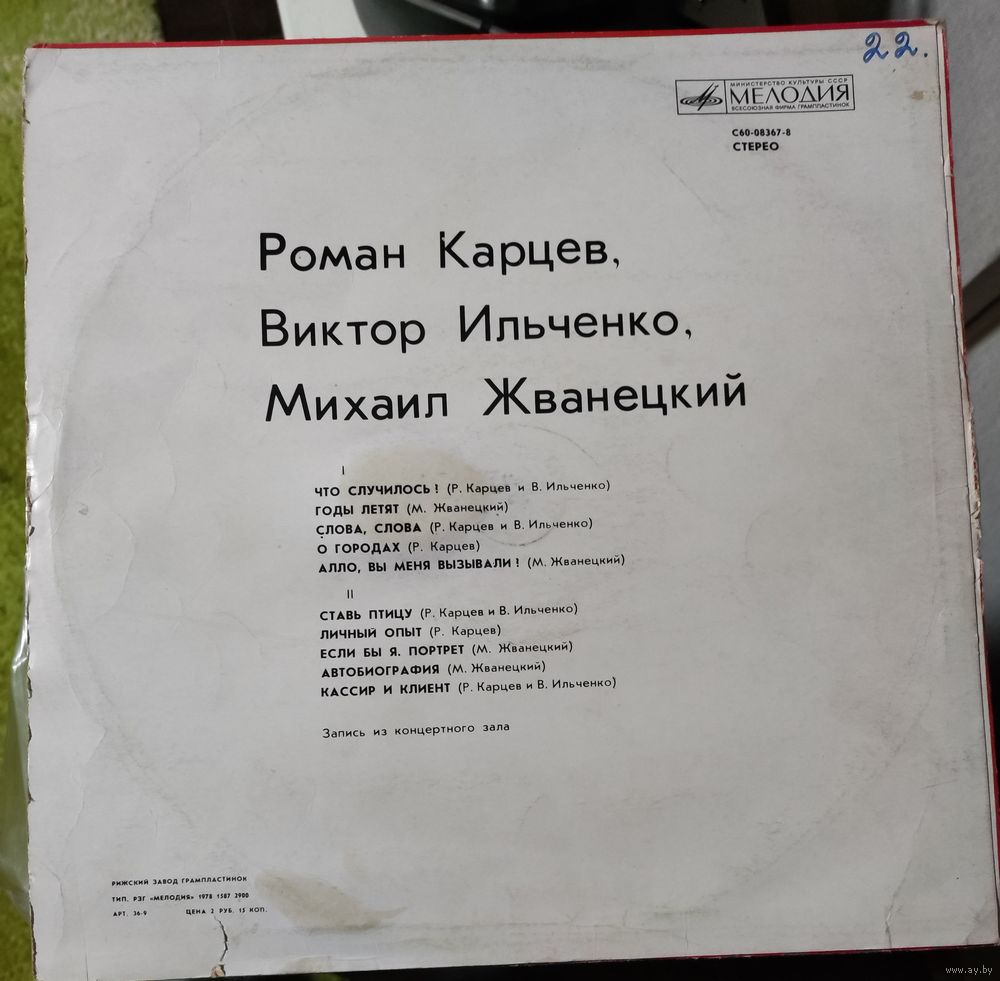 22.
МИНИСТЕРСТВО КУЛЬТУРЫ СССР
МЕЛОДИЯ
ВСЕСОЮЗНАЯ ФИРМА ГРАМПЛАСТИНОК
С60-08367-8
СТЕРЕО
Роман Карцев,
Виктор Ильченко,
Михаил Жванецкий
I
ЧТО СЛУЧИЛОСЬ! (Р. Карцев и В. Ильченко)
ГОДЫ ЛЕТЯТ (М. Жванецкий)
СЛОВА, СЛОВА (Р. Карцев и В. Ильченко)
О ГОРОДАХ (Р. Карцев)
АЛЛО, ВЫ МЕНЯ ВЫЗЫВАЛИ! (М. Жванецкий)
II
СТАВЬ ПТИЦУ (Р. Карцев и В. Ильченко)
ЛИЧНЫЙ ОПЫТ (Р. Карцев)
ЕСЛИ БЫ Я. ПОРТРЕТ (М. Жванецкий)
АВТОБИОГРАФИЯ (М. Жванецкий)
КАССИР И КЛИЕНТ (Р. Карцев и В. Ильченко)
Запись из концертного зала
РИЖСКИЙ ЗАВОД ГРАМПЛАСТИНОК
ТИП. РЗГ «МЕЛОДИЯ» 1978 1587 2900
АРТ. 36-9 ЦЕНА 2 РУБ. 15 КОП.
www.ay.by